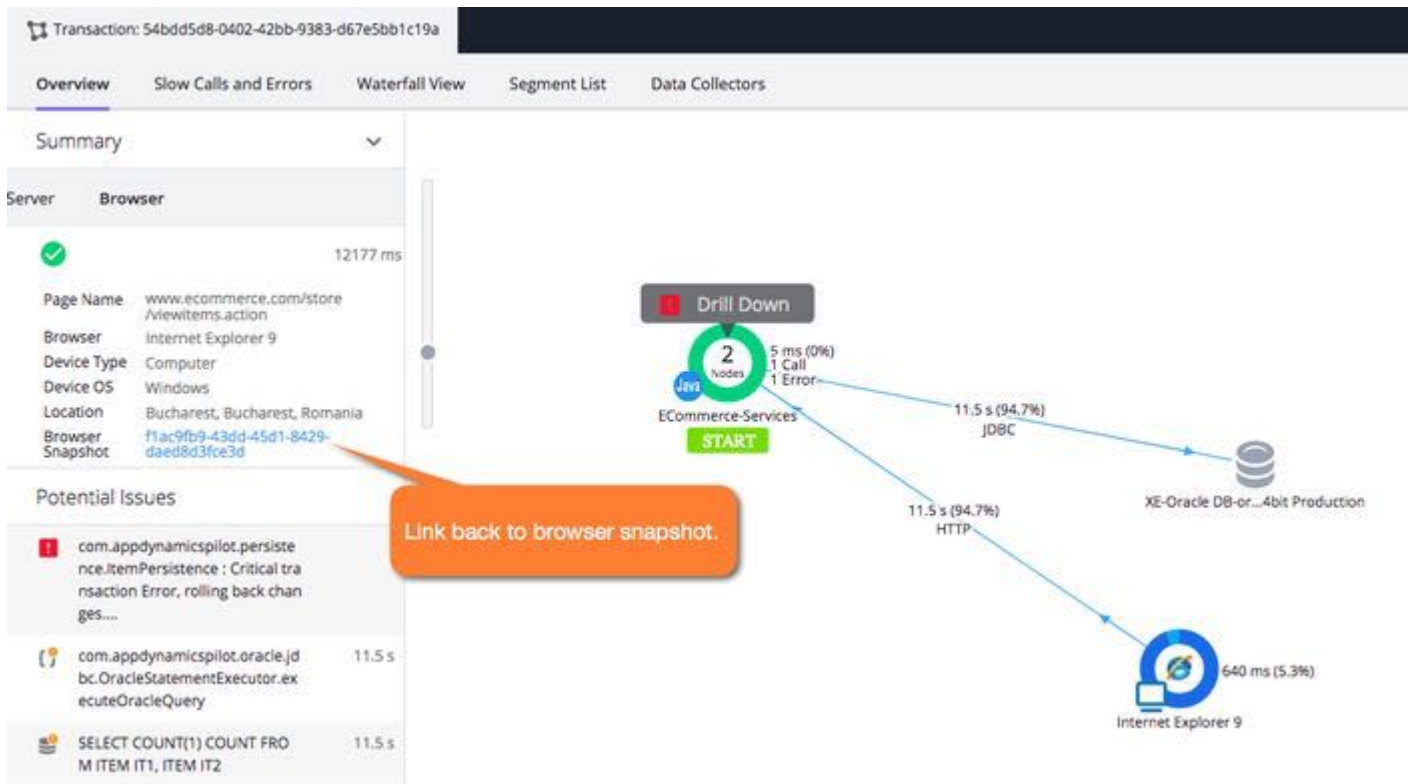 Transaction: 54bdd5d8-0402-42bb-9383-d67e5bb1c19a
Overview Slow Calls and Errors Waterfall View Segment List Data Collectors
Summary
Server Browser
12177 ms
Page Name www.ecommerce.com/store
/viewitems.action
Browser Internet Explorer 9
Device Type Computer
Device OS Windows
Location Bucharest, Bucharest, Romania
Browser f1ac9fb9-43dd-45d1-8429-
Snapshot daed8d3fce3d
Potential Issues
com.appdynamicspilot.persiste
nce.ItemPersistence : Critical tra
nsaction Error, rolling back chan
ges....
com.appdynamicspilot.oracle.jd 11.5 s
bc.OracleStatementExecutor.ex
ecuteOracleQuery
SELECT COUNT(1) COUNT FRO 11.5 s
M ITEM IT1, ITEM IT2
Link back to browser snapshot.
! Drill Down
2
Nodes
Java
5 ms (0%)
1 Call
1 Error
ECommerce-Services
START
11.5 s (94.7%)
JDBC
XE-Oracle DB-or...4bit Production
11.5 s (94.7%)
HTTP
640 ms (5.3%)
Internet Explorer 9